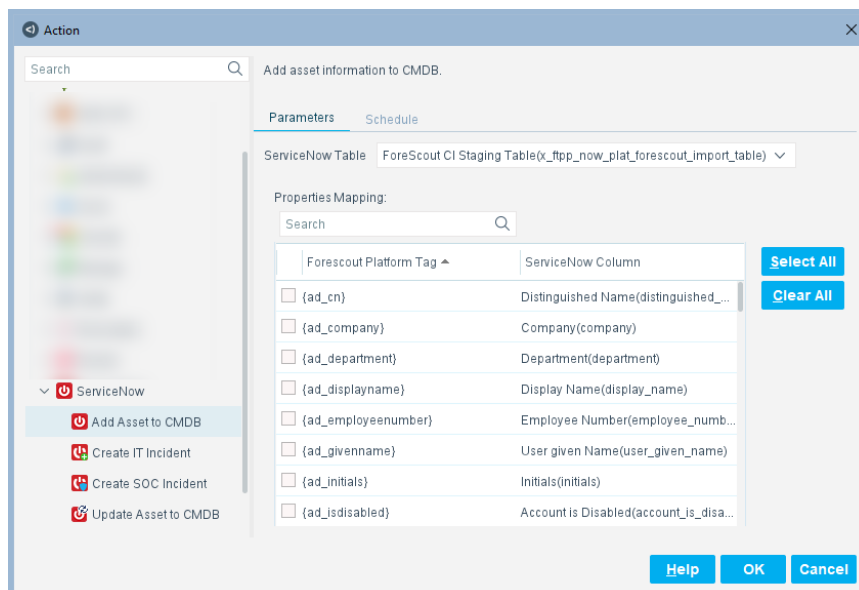 Action
Search
Add asset information to CMDB.
Parameters
Schedule
ServiceNow Table
ForeScout CI Staging Table(x_ftpp_now_plat_forescout_import_table)
Properties Mapping:
Search
Forescout Platform Tag
ServiceNow Column
{ad_cn}
Distinguished Name(distinguished_...
{ad_company}
Company(company)
{ad_department}
Department(department)
{ad_displayname}
Display Name(display_name)
{ad_employeenumber}
Employee Number(employee_numb...
{ad_givenname}
User given Name(user_given_name)
{ad_initials}
Initials(initials)
{ad_isdisabled}
Account is Disabled(account_is_disa...
Select All
Clear All
ServiceNow
Add Asset to CMDB
Create IT Incident
Create SOC Incident
Update Asset to CMDB
Help
OK
Cancel